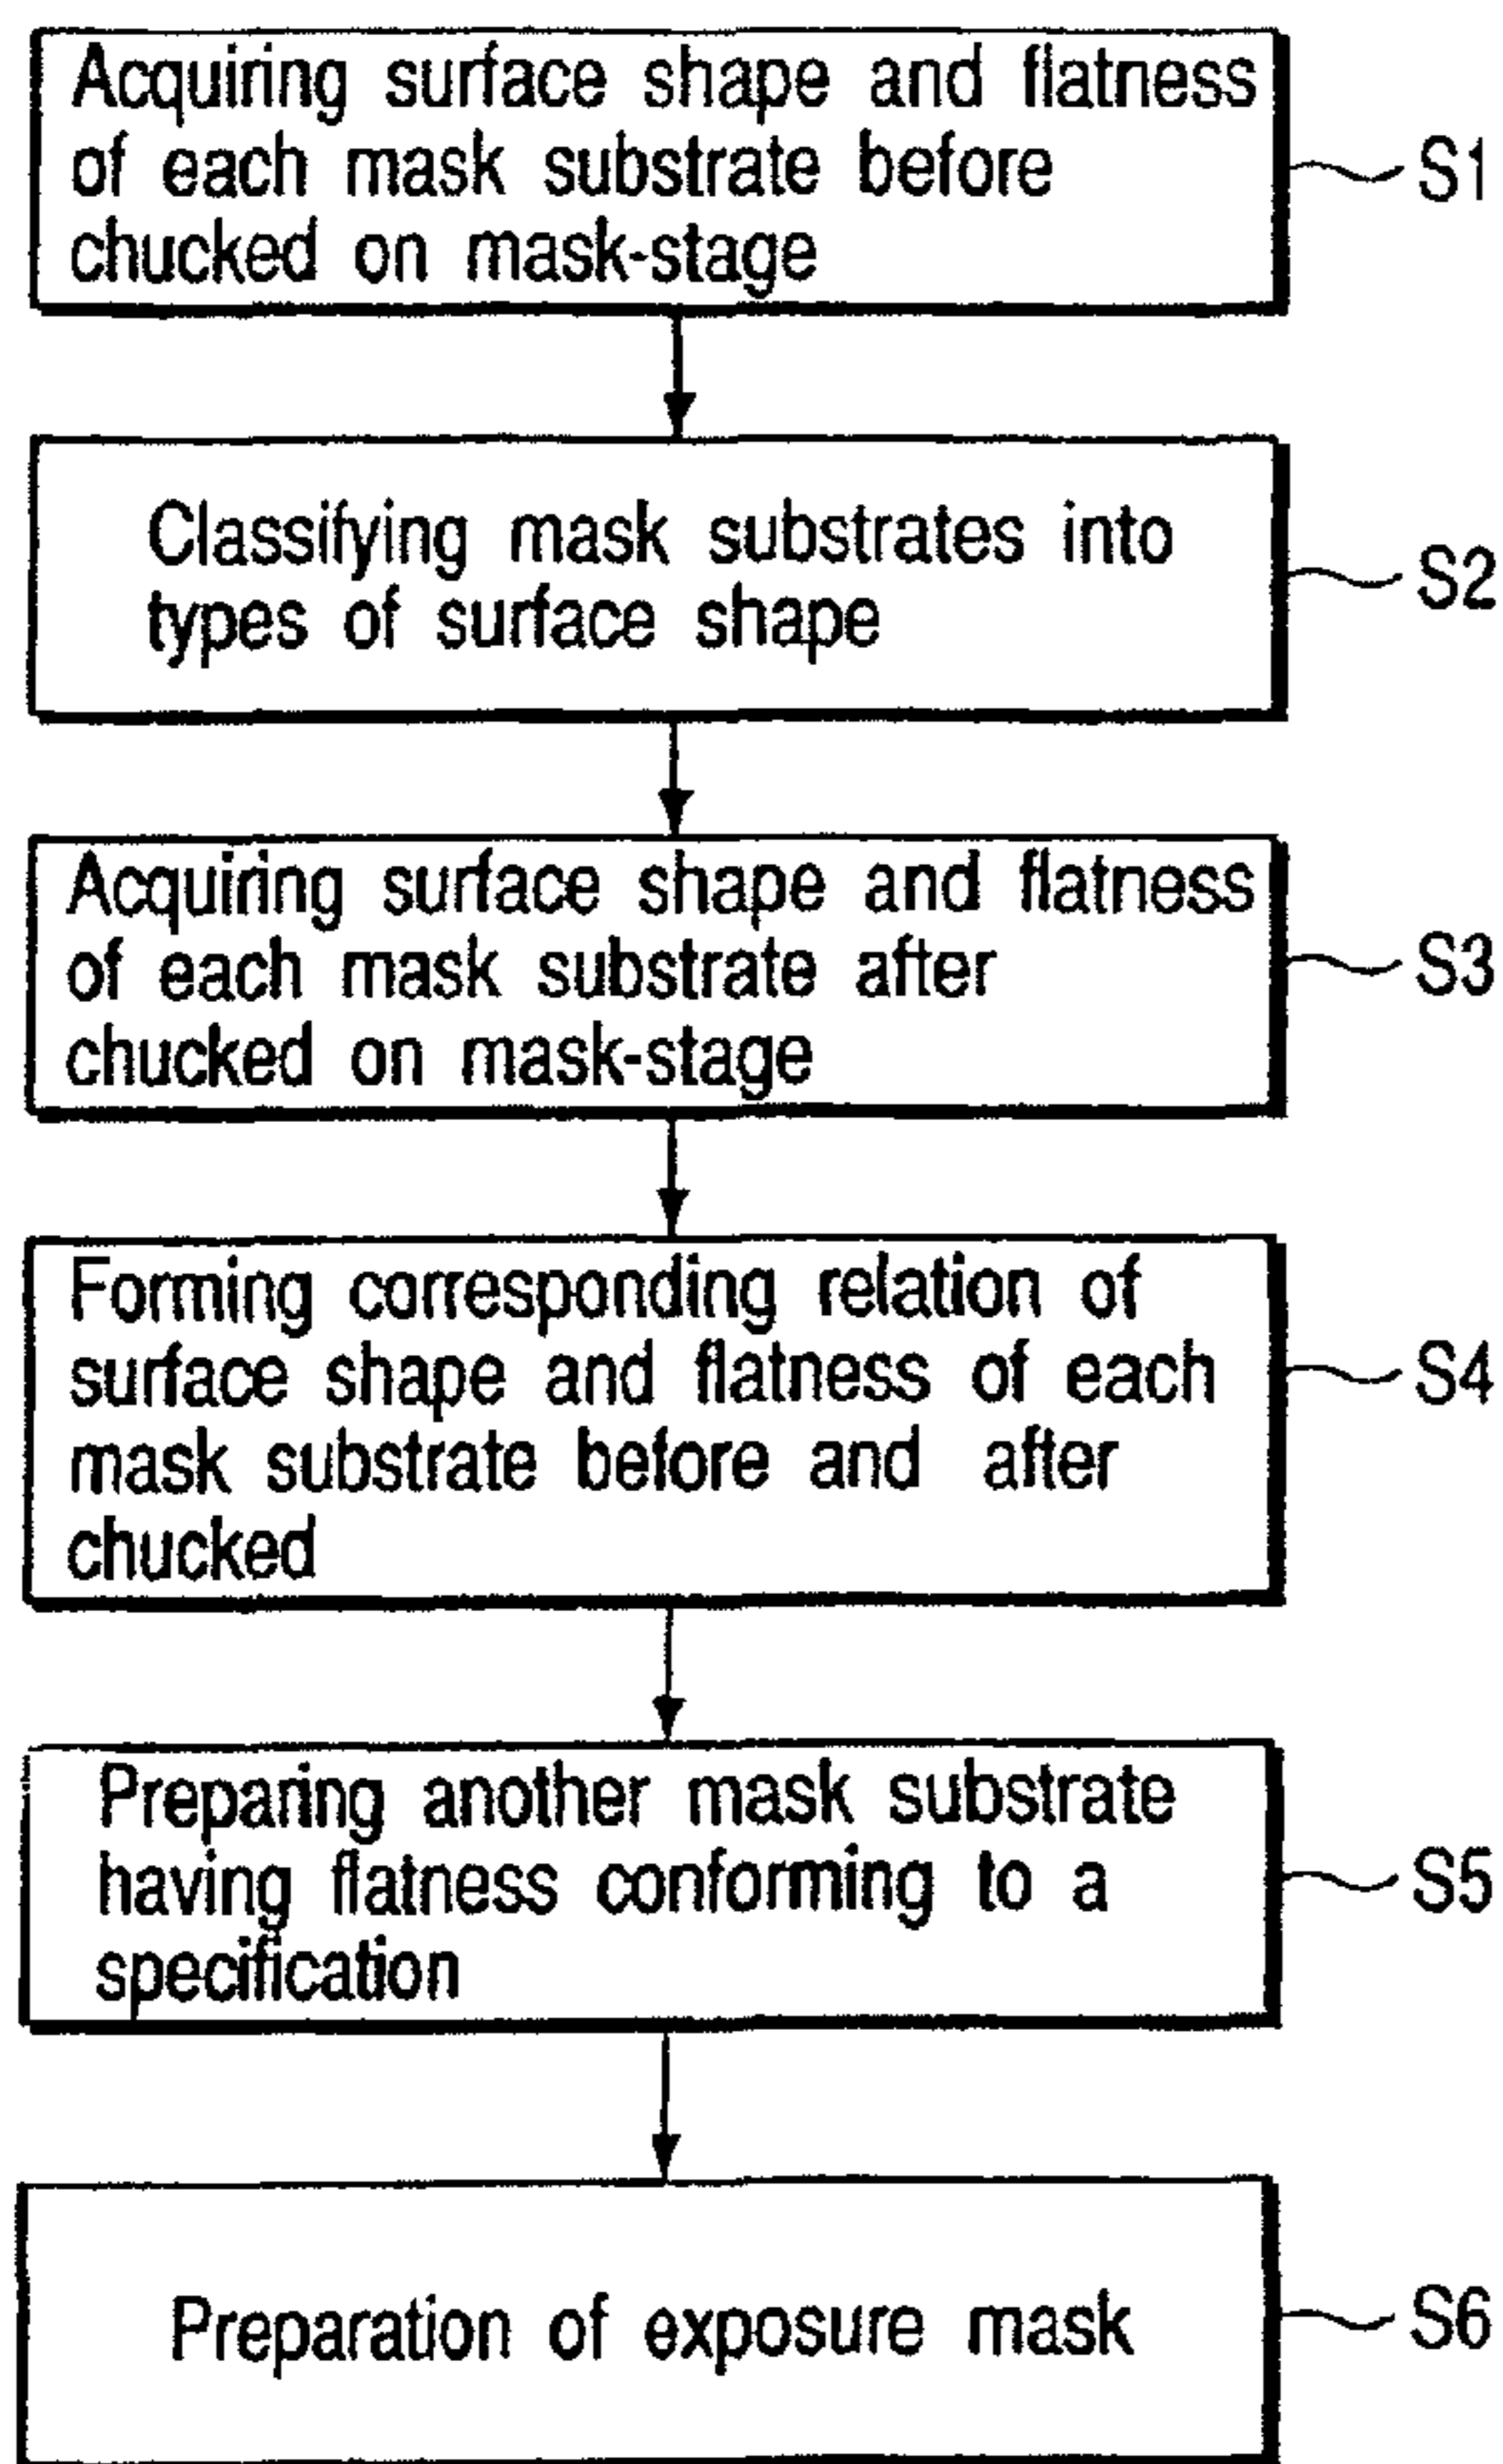 Acquiring surface shape and flatness
of each mask substrate before
chucked on mask-stage
S1
Classifying mask substrates into
types of surface shape
S2
Acquiring surface shape and flatness
of each mask substrate after
chucked on mask-stage
S3
Forming corresponding relation of
surface shape and flatness of each
mask substrate before and after
chucked
S4
Preparing another mask substrate
having flatness conforming to a
specification
S5
Preparation of exposure mask
S6